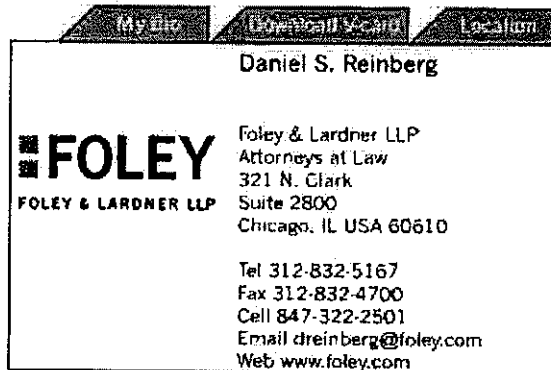 My Bio Download V-card Location
Daniel S. Reinberg
FOLEY
FOLEY & LARDNER LLP
Foley & Lardner LLP
Attorneys at Law
321 N. Clark
Suite 2800
Chicago, IL USA 60610
Tel 312-832-5167
Fax 312-832-4700
Cell 847-322-2501
Email dreinberg@foley.com
Web www.foley.com